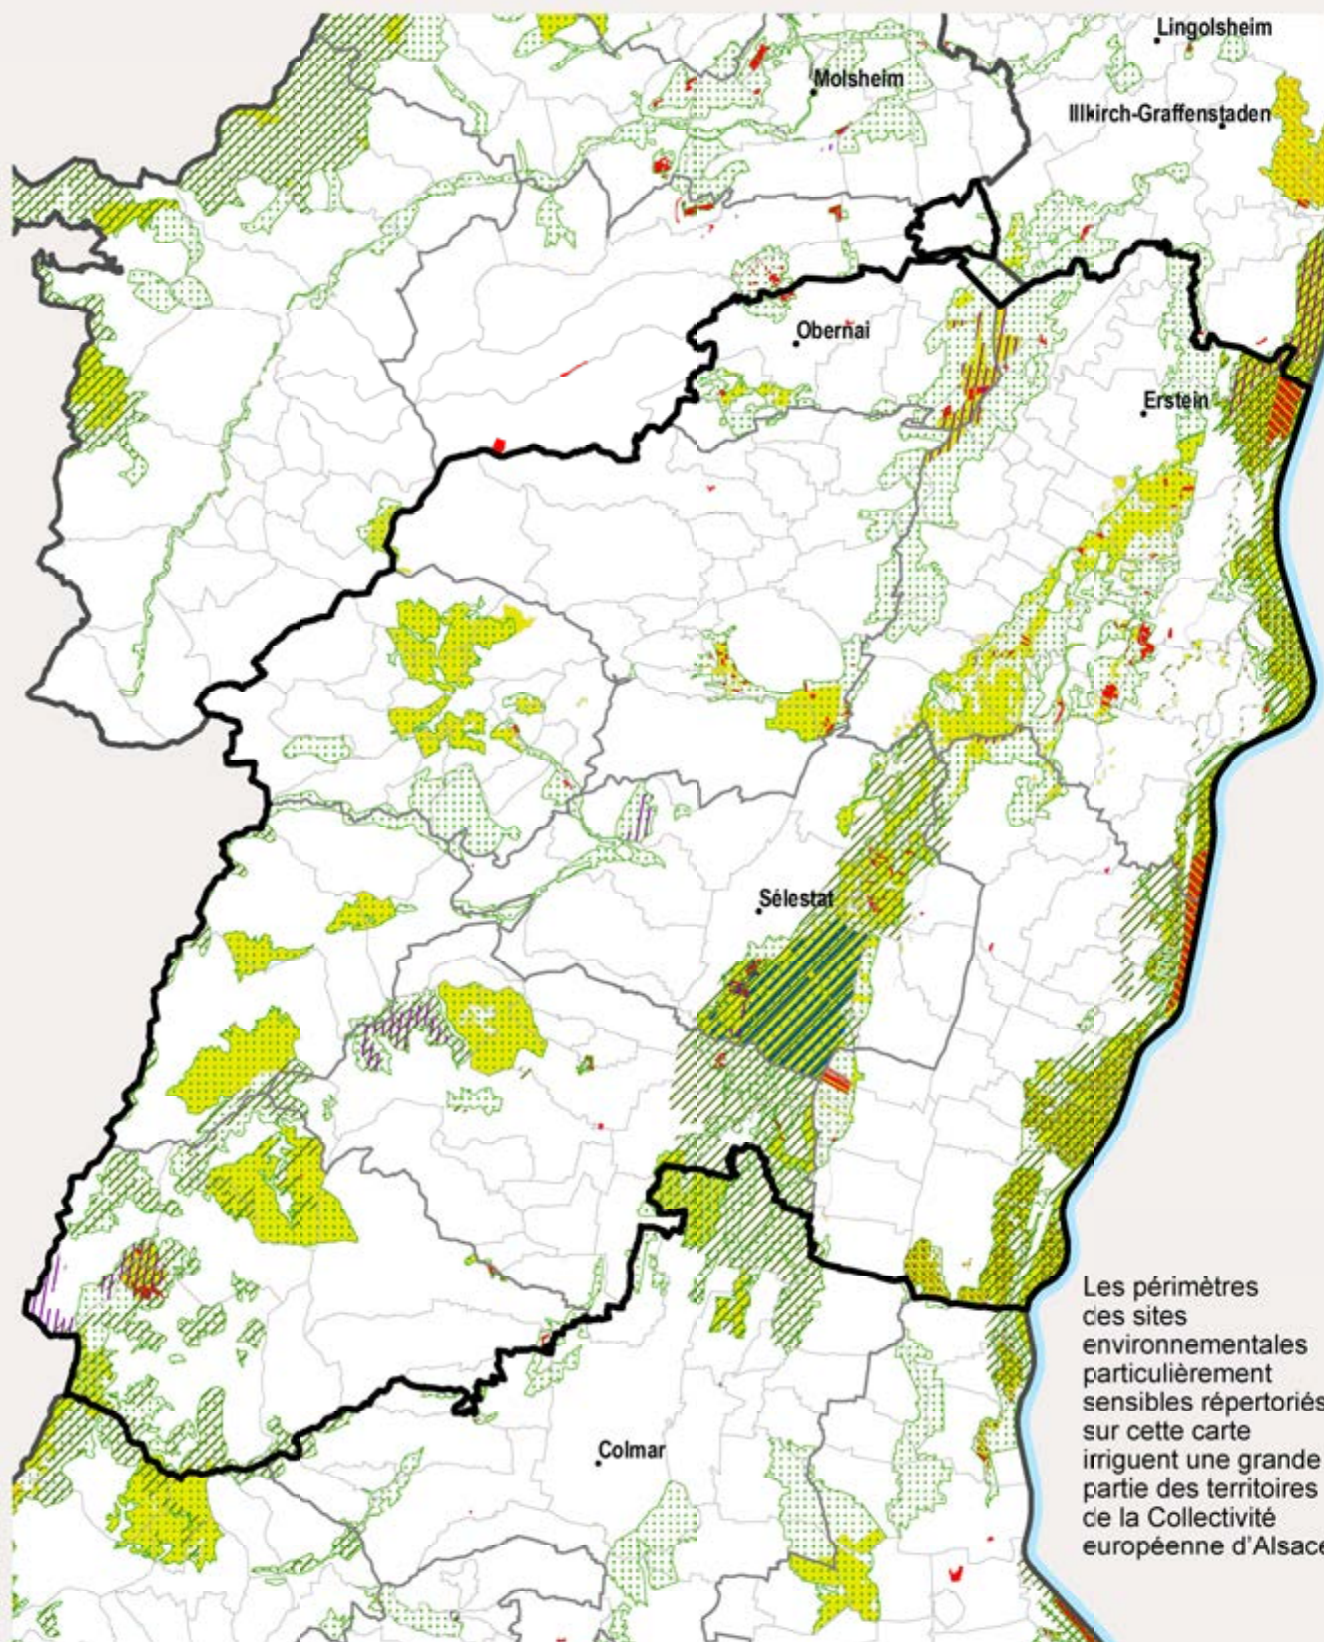 Lingolsheim
Molsheim
Illkirch-Graffenstaden
Obernai
Erstein
Sélestat
Les périmètres
des sites
environnementales
particulièrement
sensibles répertoriés
sur cette carte
irriguent une grande
partie des territoires
de la Collectivité
européenne d'Alsace
Colmar